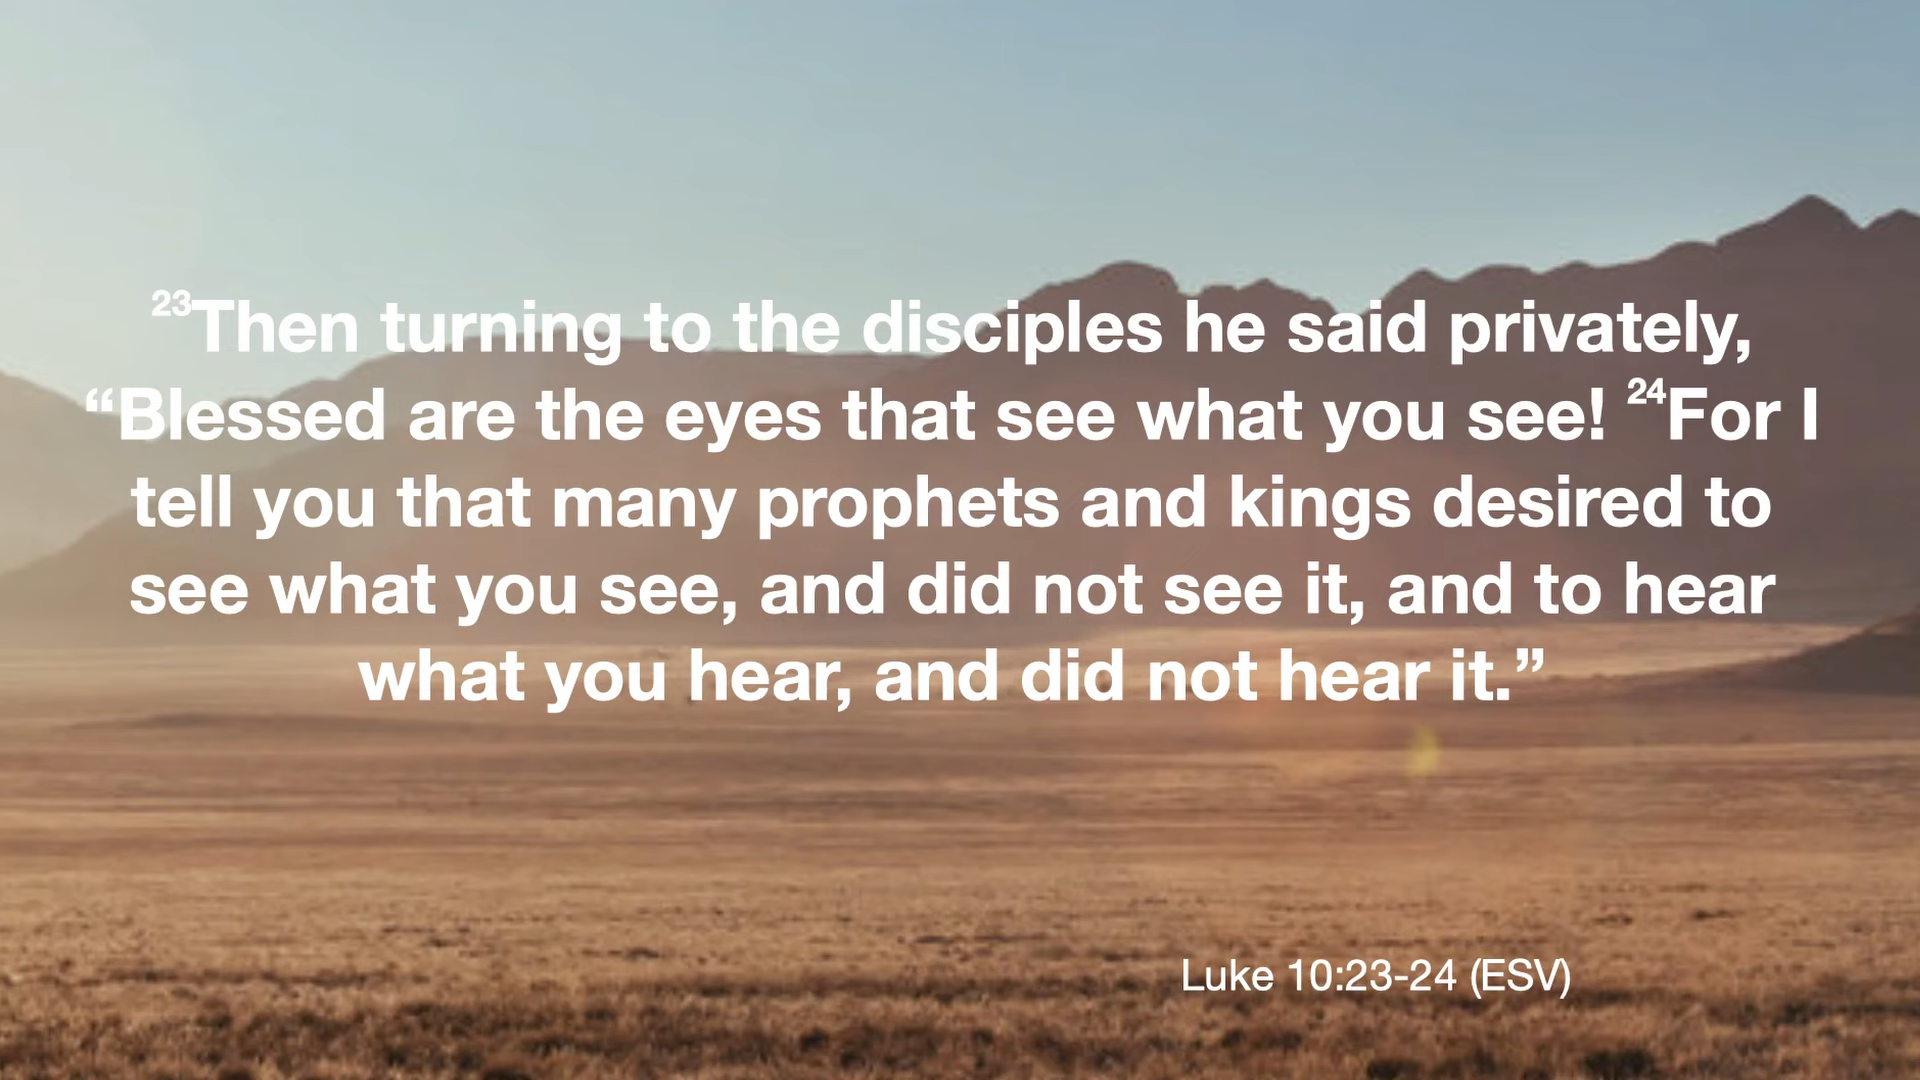 23Then turning to the disciples he said privately,
“Blessed are the eyes that see what you see! 24For I
tell you that many prophets and kings desired to
see what you see, and did not see it, and to hear
what you hear, and did not hear it.”
Luke 10:23-24 (ESV)